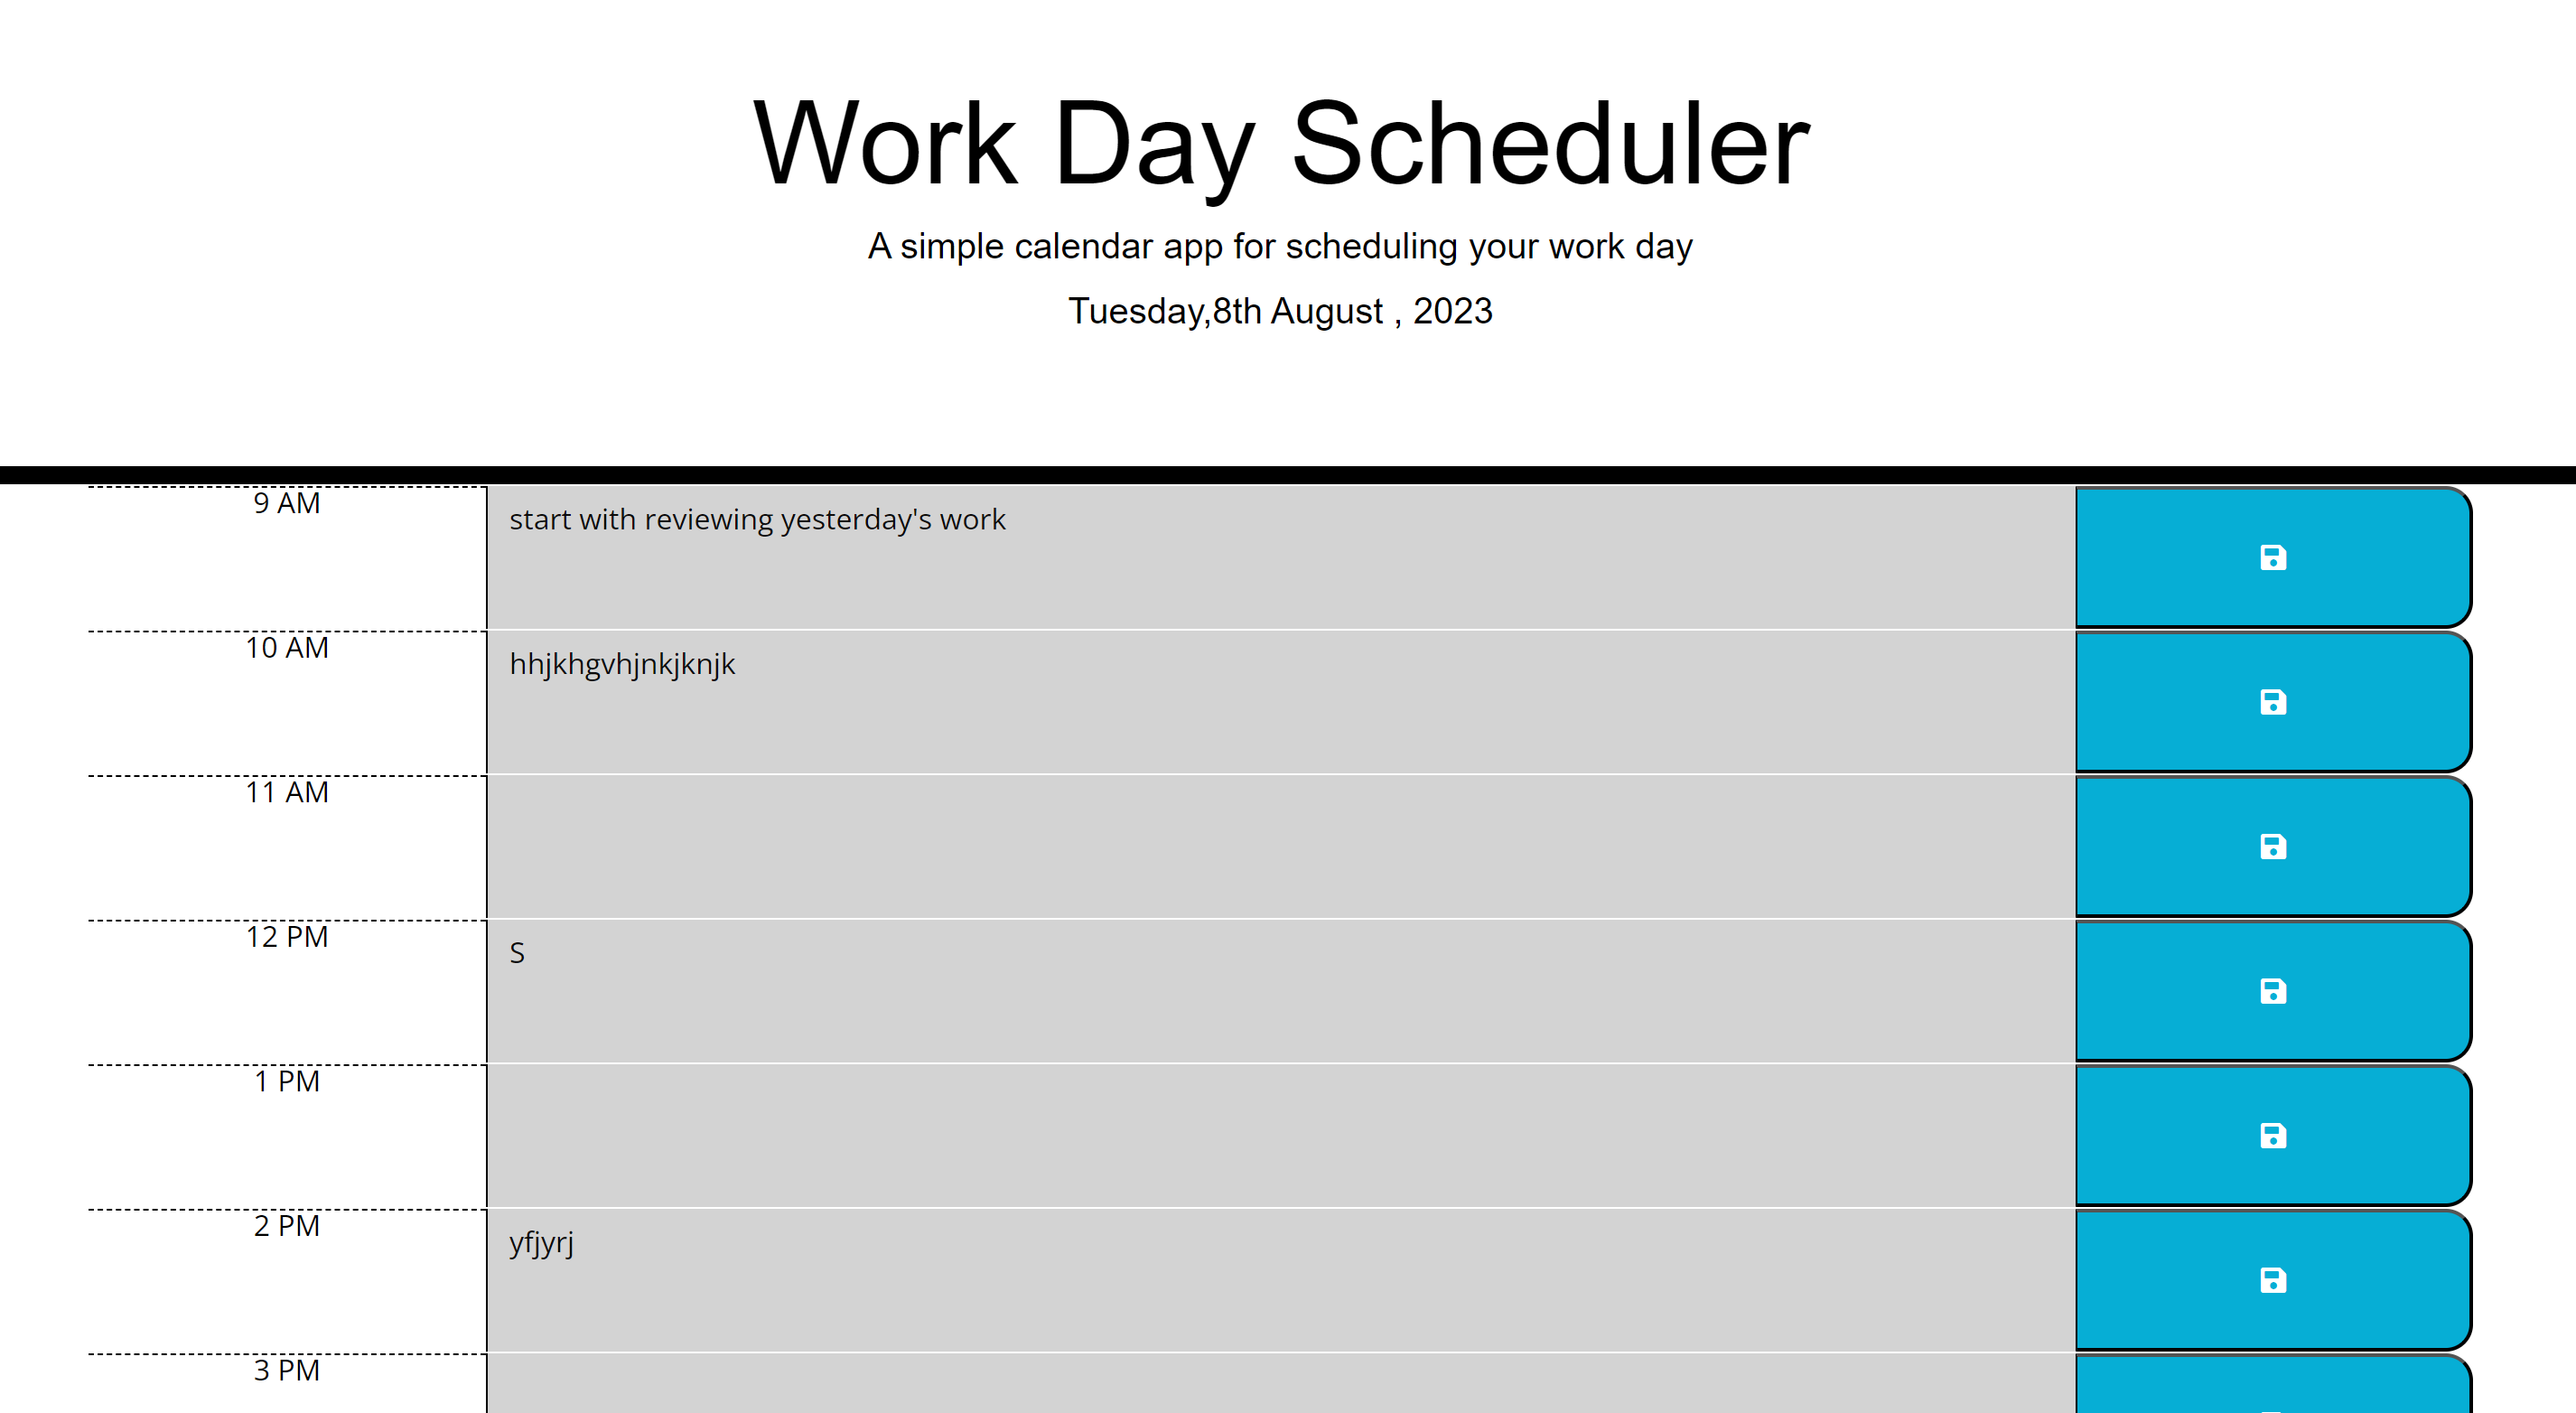 Work Day Scheduler
A simple calendar app for scheduling your work day
Tuesday,8th August , 2023
9 AM
start with reviewing yesterday's work
10 AM
hhjkhgvhjnkjknjk
11 AM
12 PM
S
1 PM
2 PM
yfjyrj
3 PM